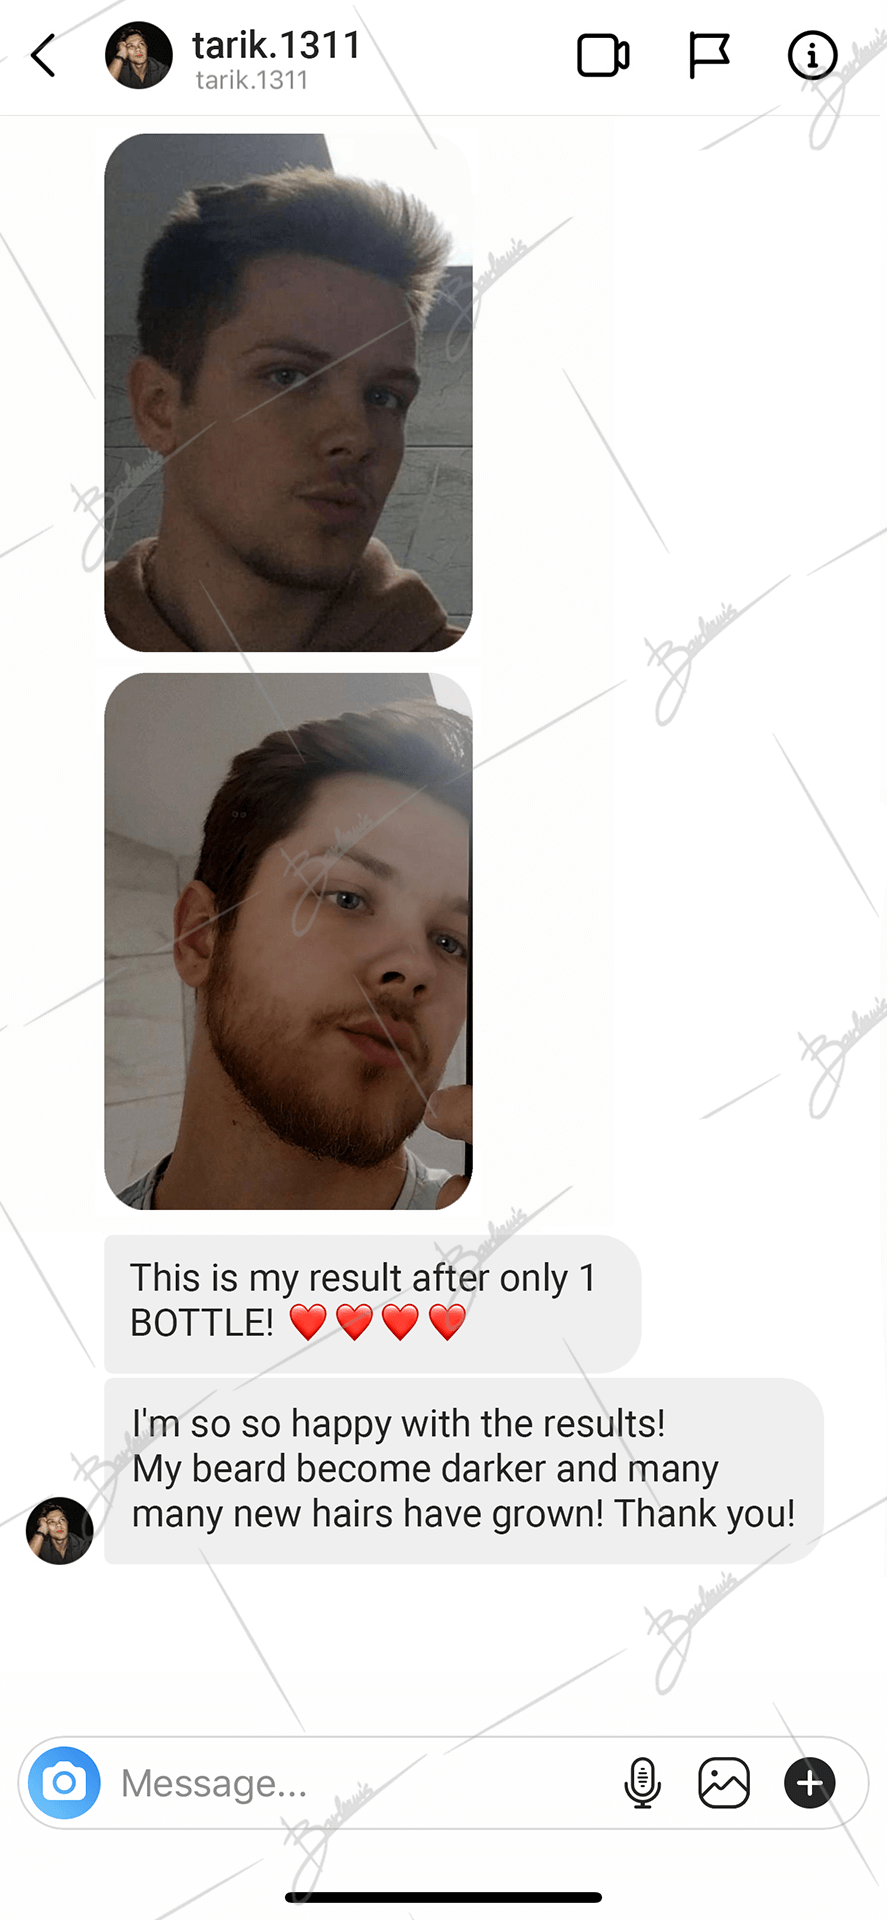 tarik.1311
tarik.1311
This is my result after only 1
BOTTLE! ❤️❤️❤️❤️
I'm so so happy with the results!
My beard become darker and many
many new hairs have grown! Thank you!
Message...